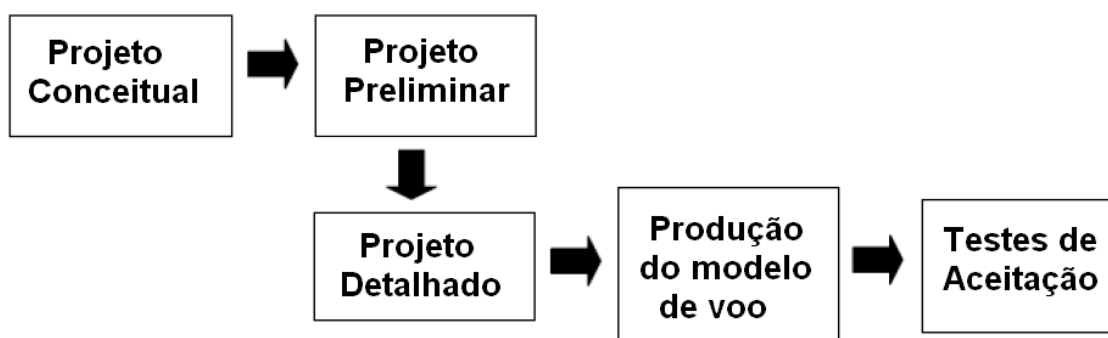 Projeto
Conceitual
Projeto
Preliminar
Projeto
Detalhado
Produção
do modelo
de voo
Testes de
Aceitação